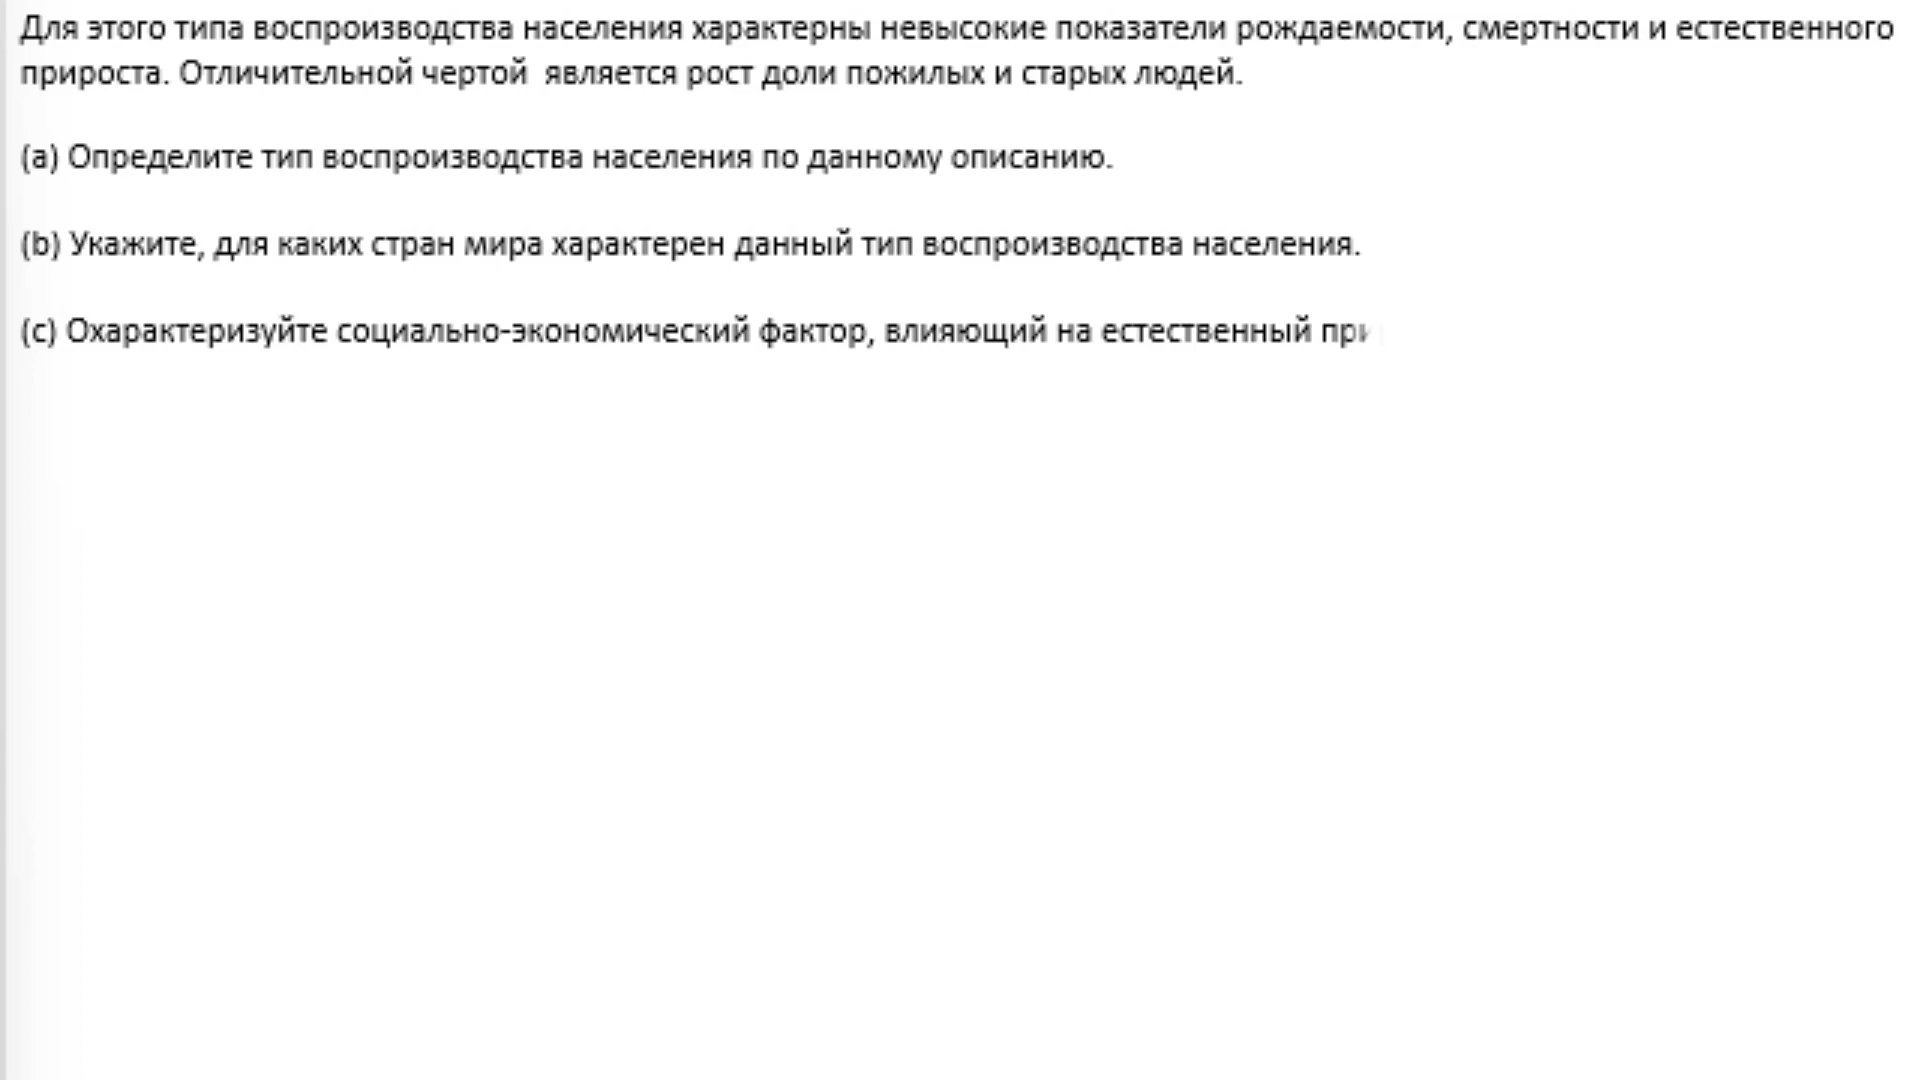 Для этого типа воспроизводства населения характерны невысокие показатели рождаемости, смертности и естественного
прироста. Отличительной чертой является рост доли пожилых и старых людей.
(a) Определите тип воспроизводства населения по данному описанию.
(b) Укажите, для каких стран мира характерен данный тип воспроизводства населения.
(c) Охарактеризуйте социально-экономический фактор, влияющий на естественный